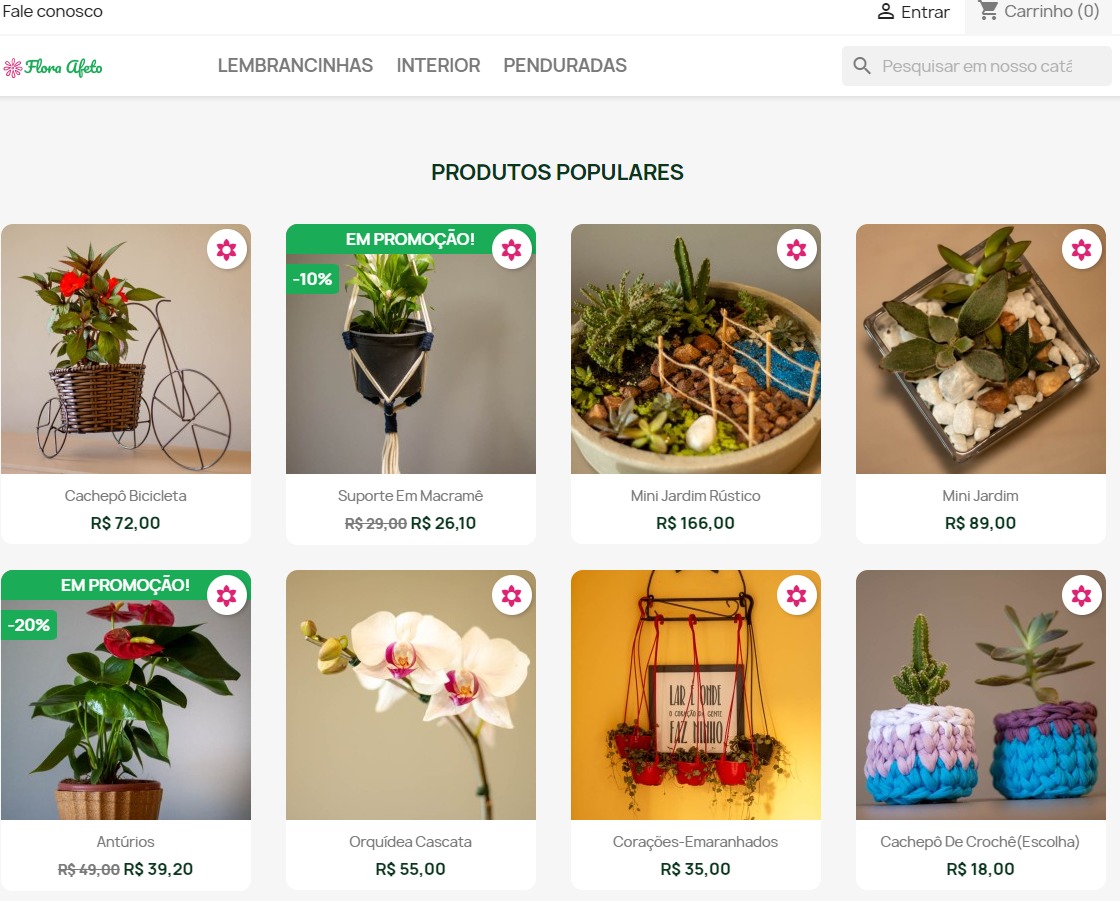 Fale conosco
Entrar
Carrinho (0)
Flora Afeto
LEMBRANCINHAS INTERIOR PENDURADAS
Pesquisar em nosso catá
PRODUTOS POPULARES
EM PROMOÇÃO!
-10%
Cachepô Bicicleta
R$ 72,00
Suporte Em Macramê
R$ 29,00 R$ 26,10
Mini Jardim Rústico
R$ 166,00
Mini Jardim
R$ 89,00
EM PROMOÇÃO!
-20%
LAR É ONDE
O CORAÇÃO DA GENTE
FAZ NINHO
Antúrios
R$ 49,00 R$ 39,20
Orquídea Cascata
R$ 55,00
Corações-Emaranhados
R$ 35,00
Cachepô De Crochê(Escolha)
R$ 18,00